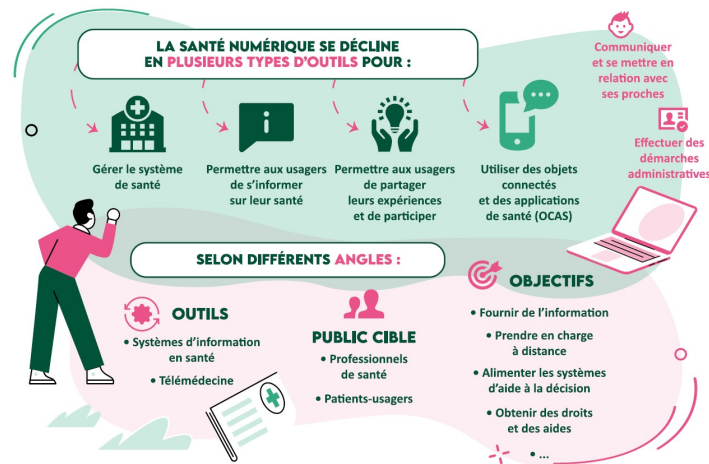 LA SANTÉ NUMÉRIQUE SE DÉCLINE
EN PLUSIEURS TYPES D'OUTILS POUR :
Communiquer
et se mettre en
relation avec
ses proches
Effectuer des
démarches
administratives
Gérer le système
de santé
Permettre aux usagers
de s'informer
sur leur santé
Permettre aux usagers
de partager
leurs expériences
et de participer
Utiliser des objets
connectés
et des applications
de santé (OCAS)
SELON DIFFÉRENTS ANGLES :
OUTILS
• Systèmes d'information
en santé
• Télémédecine
PUBLIC CIBLE
• Professionnels
de santé
• Patients-usagers
OBJECTIFS
• Fournir de l'information
• Prendre en charge
à distance
• Alimenter les systèmes
d'aide à la décision
• Obtenir des droits
et des aides
• ...